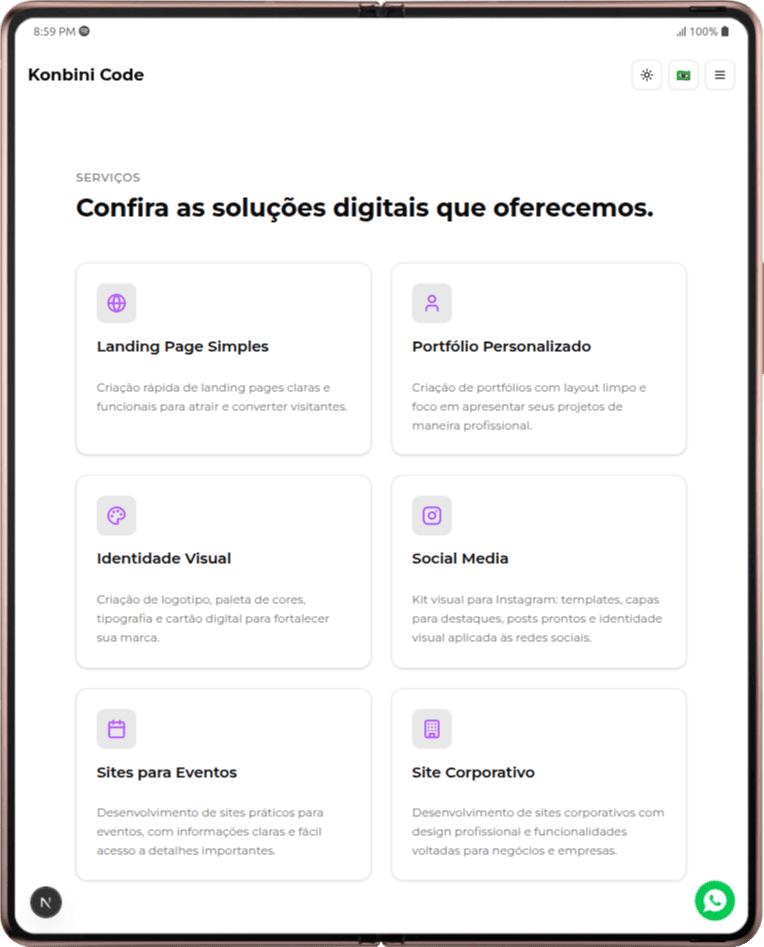 8:59 PM
100%
Konbini Code
SERVIÇOS
Confira as soluções digitais que oferecemos.
Landing Page Simples
Criação rápida de landing pages claras e
funcionais para atrair e converter visitantes.
Portfólio Personalizado
Criação de portfólios com layout limpo e
foco em apresentar seus projetos de
maneira profissional.
Identidade Visual
Criação de logotipo, paleta de cores,
tipografia e cartão digital para fortalecer
sua marca.
Social Media
Kit visual para Instagram: templates, capas
para destaques, posts prontos e identidade
visual aplicada às redes sociais.
Sites para Eventos
Desenvolvimento de sites práticos para
eventos, com informações claras e fácil
acesso a detalhes importantes.
Site Corporativo
Desenvolvimento de sites corporativos com
design profissional e funcionalidades
voltadas para negócios e empresas.
N